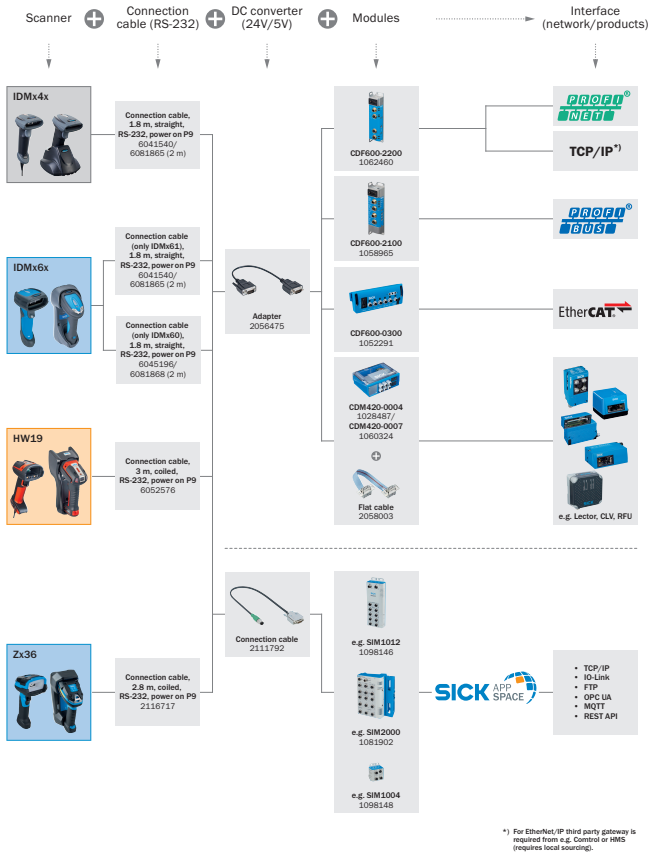 Scanner
Connection
cable (RS-232)
DC converter
(24V/5V)
Modules
Interface
(network/products)
IDMx4x
Connection cable,
1.8 m, straight,
RS-232, power on P9
6041540/
6081865 (2 m)
CDF600-2200
1062460
PROFI
NET
®
TCP/IP*)
IDMx6x
Connection cable
(only IDMx61),
1.8 m, straight,
RS-232, power on P9
6041540/
6081865 (2 m)
Connection cable
(only IDMx60),
1.8 m, straight,
RS-232, power on P9
6045196/
6081868 (2 m)
Adapter
2056475
CDF600-2100
1058965
PROFI
BUS
®
CDF600-0300
1052291
EtherCAT
CDM420-0004
1028487/
CDM420-0007
1060324
Flat cable
2058003
e.g. Lector, CLV, RFU
HW19
Connection cable,
3 m, coiled,
RS-232, power on P9
6052576
Connection cable
2111792
e.g. SIM1012
1098146
Zx36
Connection cable,
2.8 m, coiled,
RS-232, power on P9
2116717
e.g. SIM2000
1081902
e.g. SIM1004
1098148
SICK APP
SPACE
• TCP/IP
• IO-Link
• FTP
• OPC UA
• MQTT
• REST API
*) For EtherNet/IP third party gateway is
required from e.g. Comtrol or HMS
(requires local sourcing).